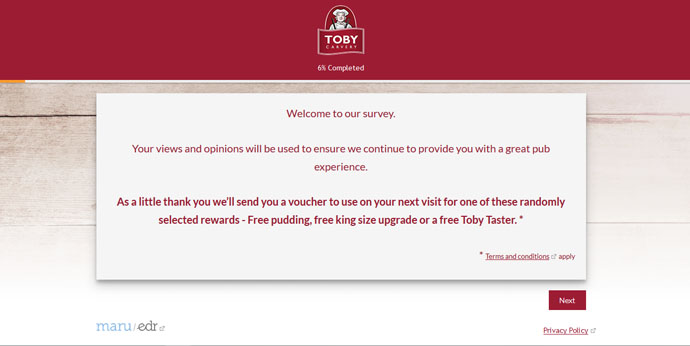 TOBY
CARVERY
6% Completed
Welcome to our survey.
Your views and opinions will be used to ensure we continue to provide you with a great pub
experience.
As a little thank you we'll send you a voucher to use on your next visit for one of these randomly
selected rewards - Free pudding, free king size upgrade or a free Toby Taster. *
* Terms and conditions apply
Next
maru/edr
Privacy Policy